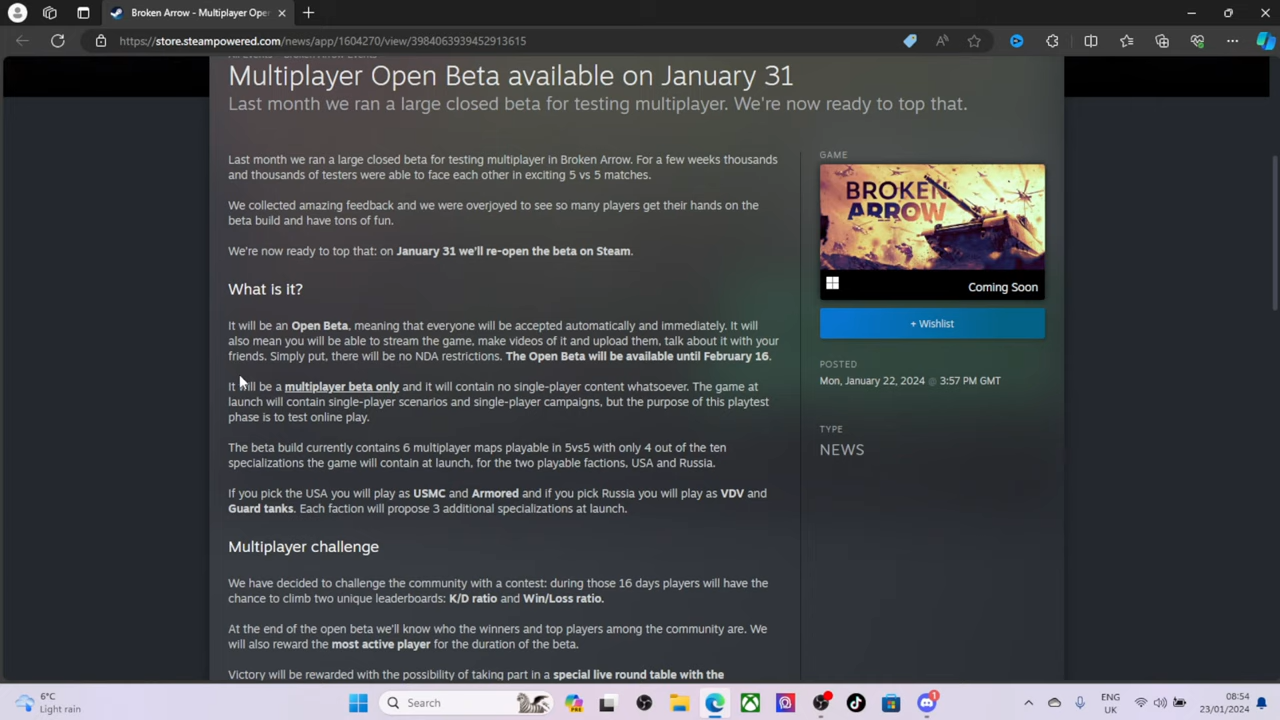 Broken Arrow - Multiplayer Oper
https://store.steampowered.com/news/app/1604270/view/3984063939452913615
Multiplayer Open Beta available on January 31
Last month we ran a large closed beta for testing multiplayer. We're now ready to top that.
Last month we ran a large closed beta for testing multiplayer in Broken Arrow. For a few weeks thousands
and thousands of testers were able to face each other in exciting 5 vs 5 matches.
We collected amazing feedback and we were overjoyed to see so many players get their hands on the
beta build and have tons of fun.
We're now ready to top that: on January 31 we'll re-open the beta on Steam.
What is it?
It will be an Open Beta, meaning that everyone will be accepted automatically and immediately. It will
also mean you will be able to stream the game, make videos of it and upload them, talk about it with your
friends. Simply put, there will be no NDA restrictions. The Open Beta will be available until February 16.
It will be a multiplayer beta only and it will contain no single-player content whatsoever. The game at
launch will contain single-player scenarios and single-player campaigns, but the purpose of this playtest
phase is to test online play.
The beta build currently contains 6 multiplayer maps playable in 5vs5 with only 4 out of the ten
specializations the game will contain at launch, for the two playable factions, USA and Russia.
If you pick the USA you will play as USMC and Armored and if you pick Russia you will play as VDV and
Guard tanks. Each faction will propose 3 additional specializations at launch.
Multiplayer challenge
We have decided to challenge the community with a contest: during those 16 days players will have the
chance to climb two unique leaderboards: K/D ratio and Win/Loss ratio.
At the end of the open beta we'll know who the winners and top players among the community are. We
will also reward the most active player for the duration of the beta.
Victory will be rewarded with the possibility of taking part in a special live round table with the
GAME
BROKEN
ARROW
Coming Soon
+ Wishlist
POSTED
Mon, January 22, 2024 @ 3:57 PM GMT
TYPE
NEWS
6°C
Light rain
Search
PRE
1
ENG
UK
08:54
23/01/2024